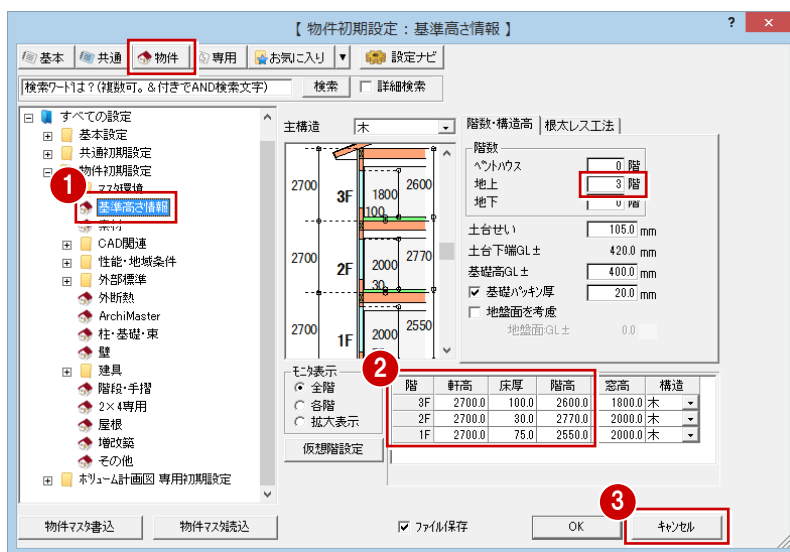 【 物件初期設定：基準高さ情報 】
? ×
基本 共通 物件 専用 お気に入り ▼ 設定ナビ
検索ワードは？(複数可。＆付きでAND検索文字) 検索 詳細検索
すべての設定
基本設定
共通初期設定
物件初期設定
1
マスタ環境
基準高さ情報
素材
CAD関連
性能･地域条件
外部標準
外断熱
ArchiMaster
柱･基礎･束
壁
建具
階段･手摺
2×4専用
屋根
増改築
その他
ボリューム計画図 専用初期設定
主構造 木
2700 3F 1800 2600
100
2700 2F 2000 2770
30
2700 1F 2000 2550
階数･構造高 根太レス工法
階数
ペントハウス 0 階
地上 3 階
地下 0 階
土台せい 105.0 mm
土台下端GL± 420.0 mm
基礎高GL± 400.0 mm
基礎パッキン厚 20.0 mm
地盤面を考慮
地盤面:GL± 0.0
モニタ表示
全階
各階
拡大表示
仮想階設定
2
階 軒高 床厚 階高 窓高 構造
3F 2700.0 100.0 2600.0 1800.0 木
2F 2700.0 30.0 2770.0 2000.0 木
1F 2700.0 75.0 2550.0 2000.0 木
3
物件マスタ書込 物件マスタ読込 ファイル保存 OK キャンセル